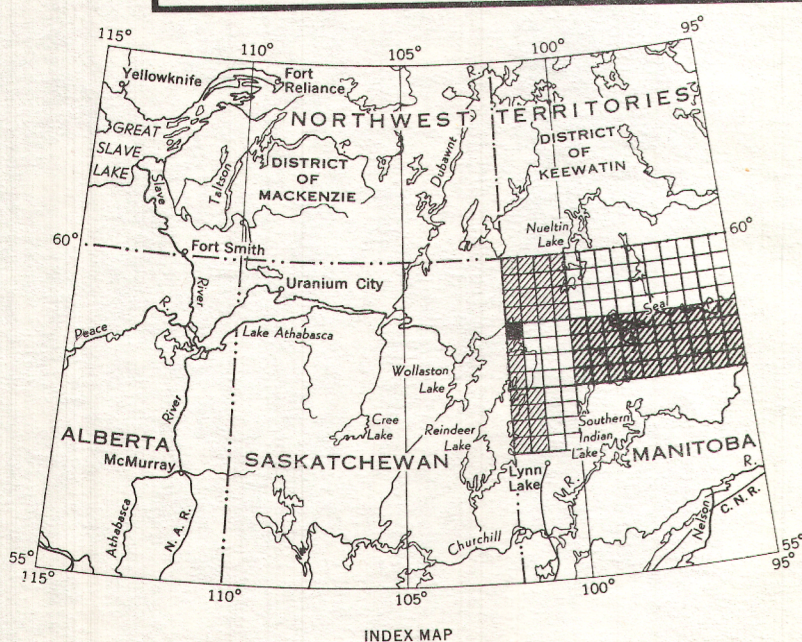 115°
110°
105°
100°
95°
Yellowknife
Fort
Reliance
R.
NORTHWEST TERRITORIES
GREAT
SLAVE
LAKE
Slave
Taltson
R.
DISTRICT
OF
MACKENZIE
Dubawnt
DISTRICT
OF
KEEWATIN
Nueltin
Lake
60°
60°
Fort Smith
River
Uranium City
Seal
R.
Peace
R.
Lake Athabasca
Wollaston
Lake
River
Cree
Lake
Reindeer
Lake
Southern
Indian
Lake
ALBERTA
McMurray
SASKATCHEWAN
MANITOBA
Lynn
Lake
Athabasca
N.A.R.
Churchill
R.
Nelson
R.
C.N.R.
55°
115°
110°
105°
100°
55°
95°
INDEX MAP